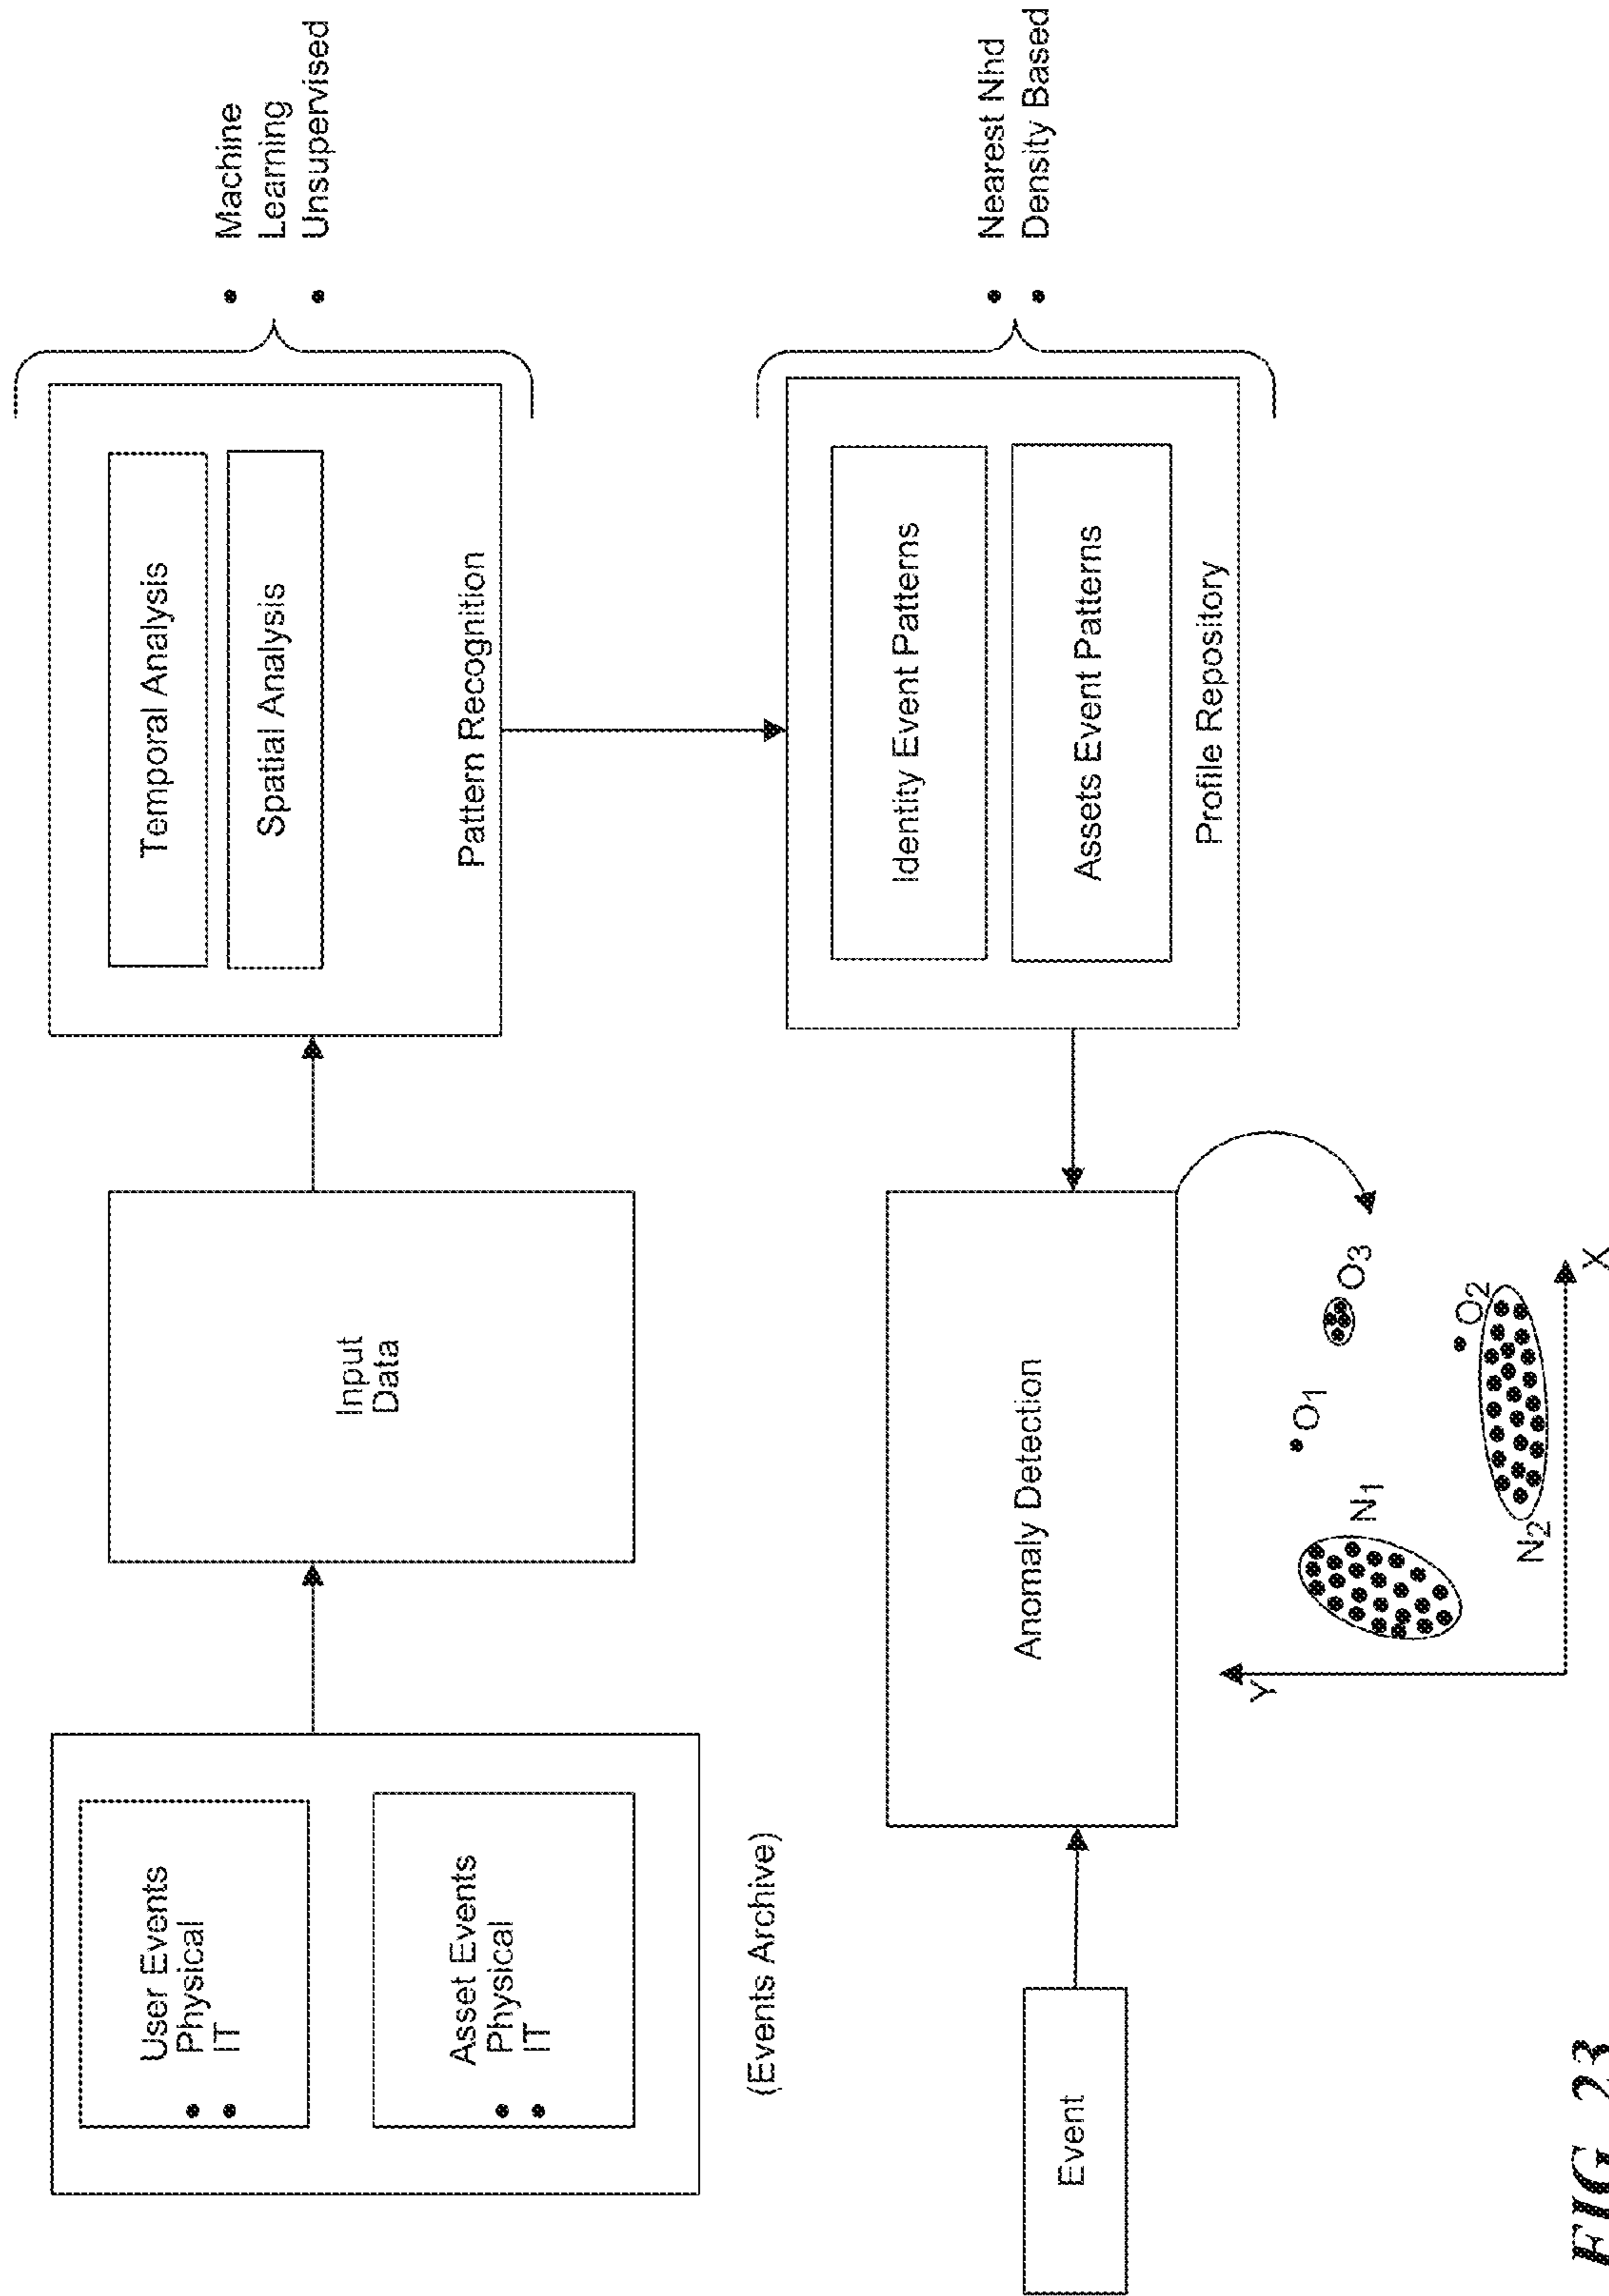 User Events
• Physical
• IT
Asset Events
• Physical
• IT
(Events Archive)
Input
Data
Temporal Analysis
Spatial Analysis
Pattern Recognition
• Machine
Learning
• Unsupervised
Event
Anomaly Detection
Identity Event Patterns
Assets Event Patterns
Profile Repository
• Nearest Nhd
• Density Based
Y
N1
O1
O3
N2
O2
X
FIG. 23